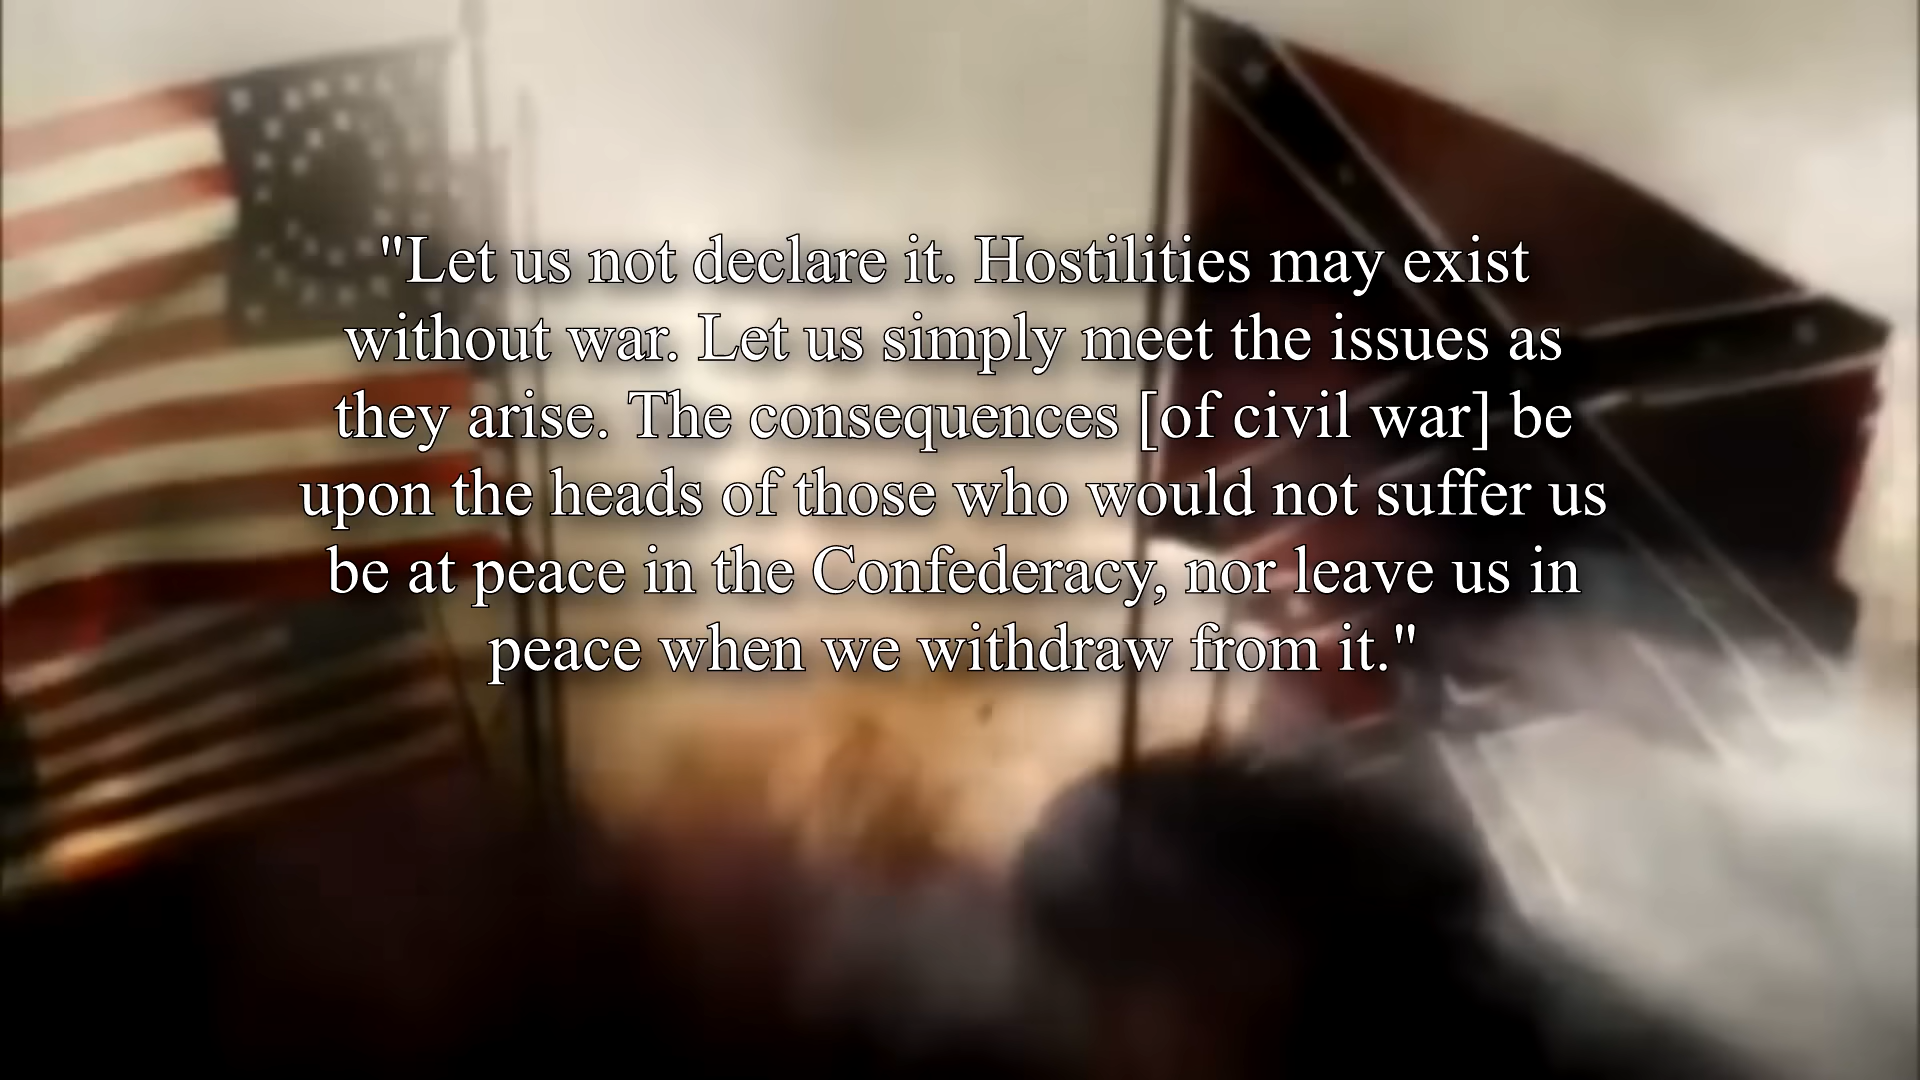 "Let us not declare it. Hostilities may exist
without war. Let us simply meet the issues as
they arise. The consequences [of civil war] be
upon the heads of those who would not suffer us
be at peace in the Confederacy, nor leave us in
peace when we withdraw from it."